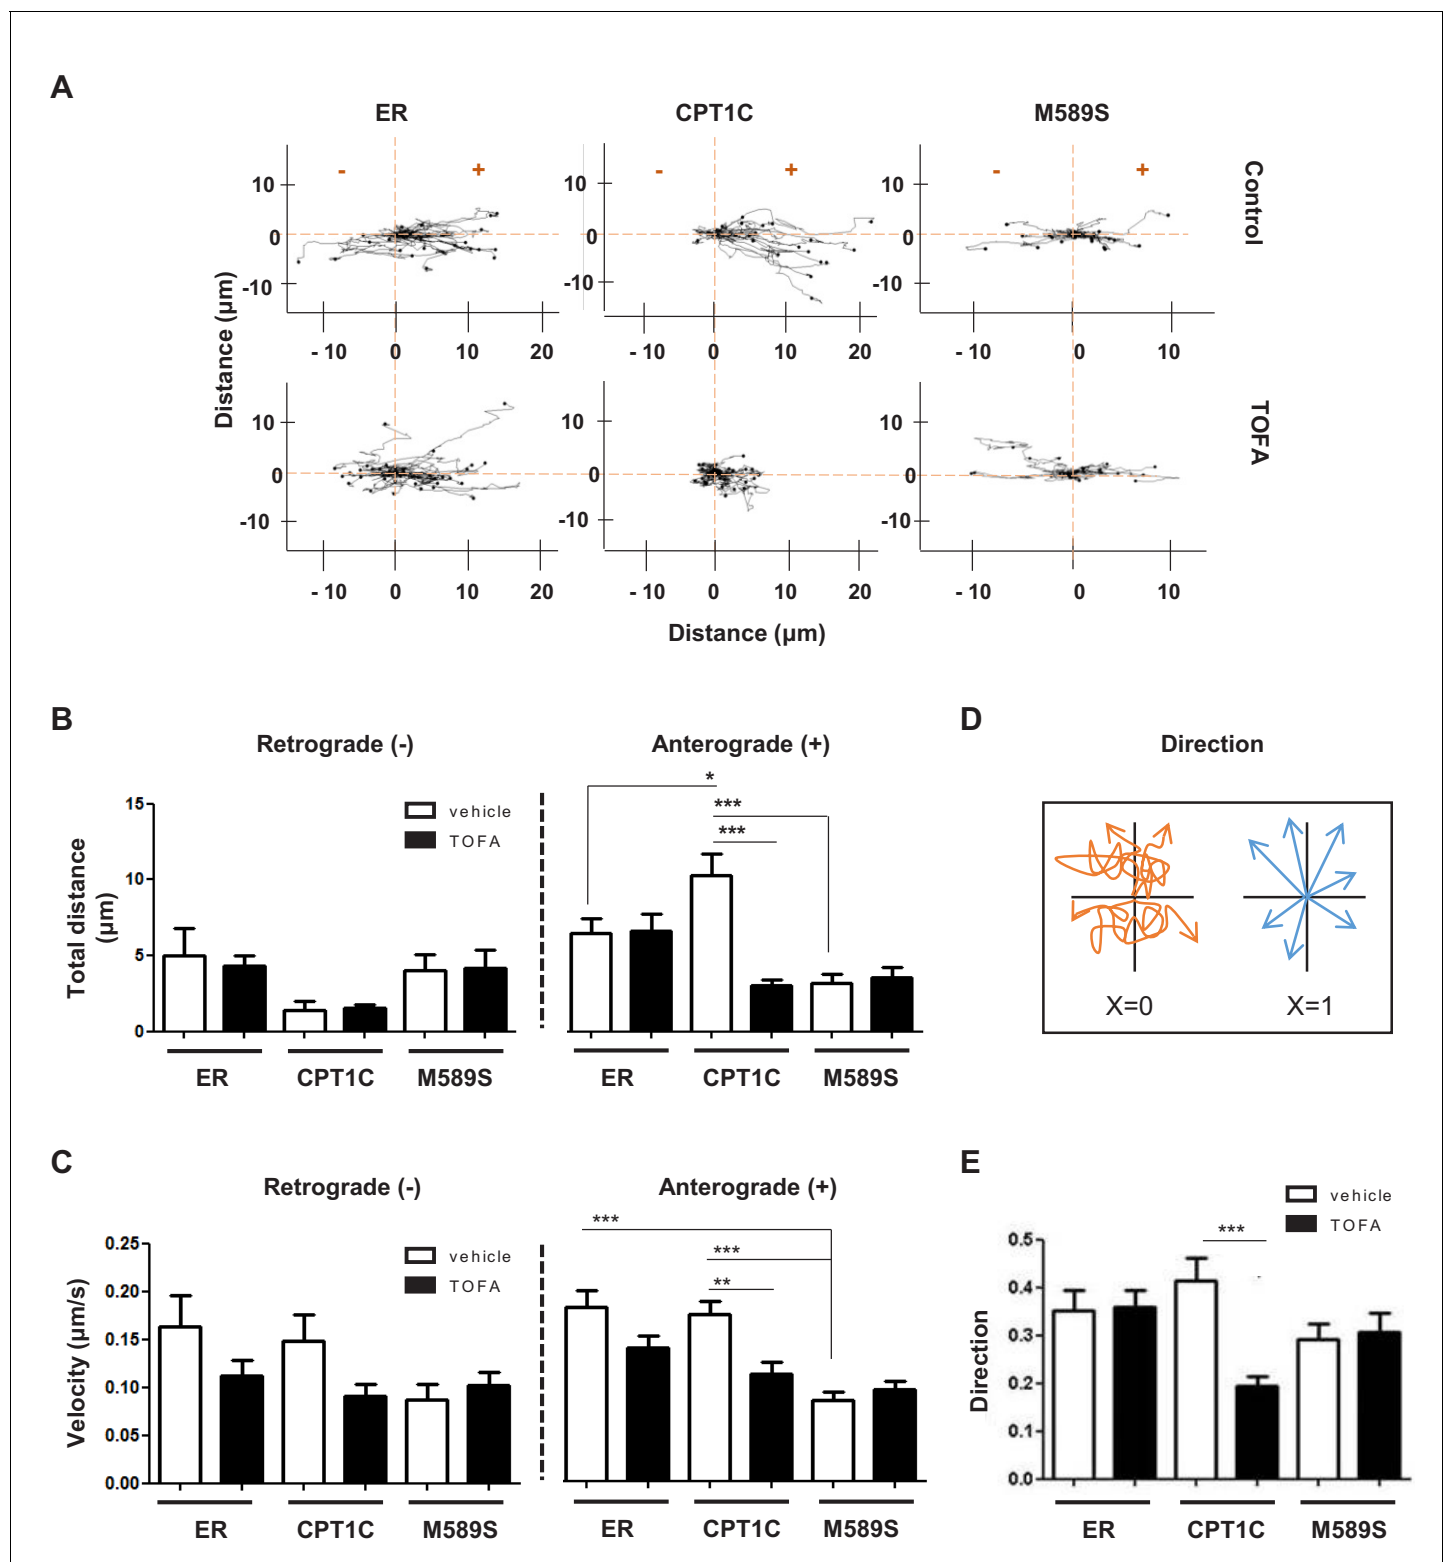 A
ER CPT1C M589S
- + - + - +
10 10 10
0 0 0
-10 -10 -10
Control
- 10 0 10 20 - 10 0 10 20 - 10 0 10
Distance (µm)
10 10 10
0 0 0
-10 -10 -10
TOFA
- 10 0 10 20 - 10 0 10 20 - 10 0 10
Distance (µm)
B
Retrograde (-) Anterograde (+)
vehicle
TOFA
Total distance
(µm)
15
10
5
0
*
***
***
ER CPT1C M589S ER CPT1C M589S
D
Direction
X=0 X=1
C
Retrograde (-) Anterograde (+)
vehicle
TOFA
Velocity (µm/s)
0.25
0.20
0.15
0.10
0.05
0.00
***
***
**
ER CPT1C M589S ER CPT1C M589S
E
vehicle
TOFA
Direction
0.5
0.4
0.3
0.2
0.1
0.0
***
ER CPT1C M589S